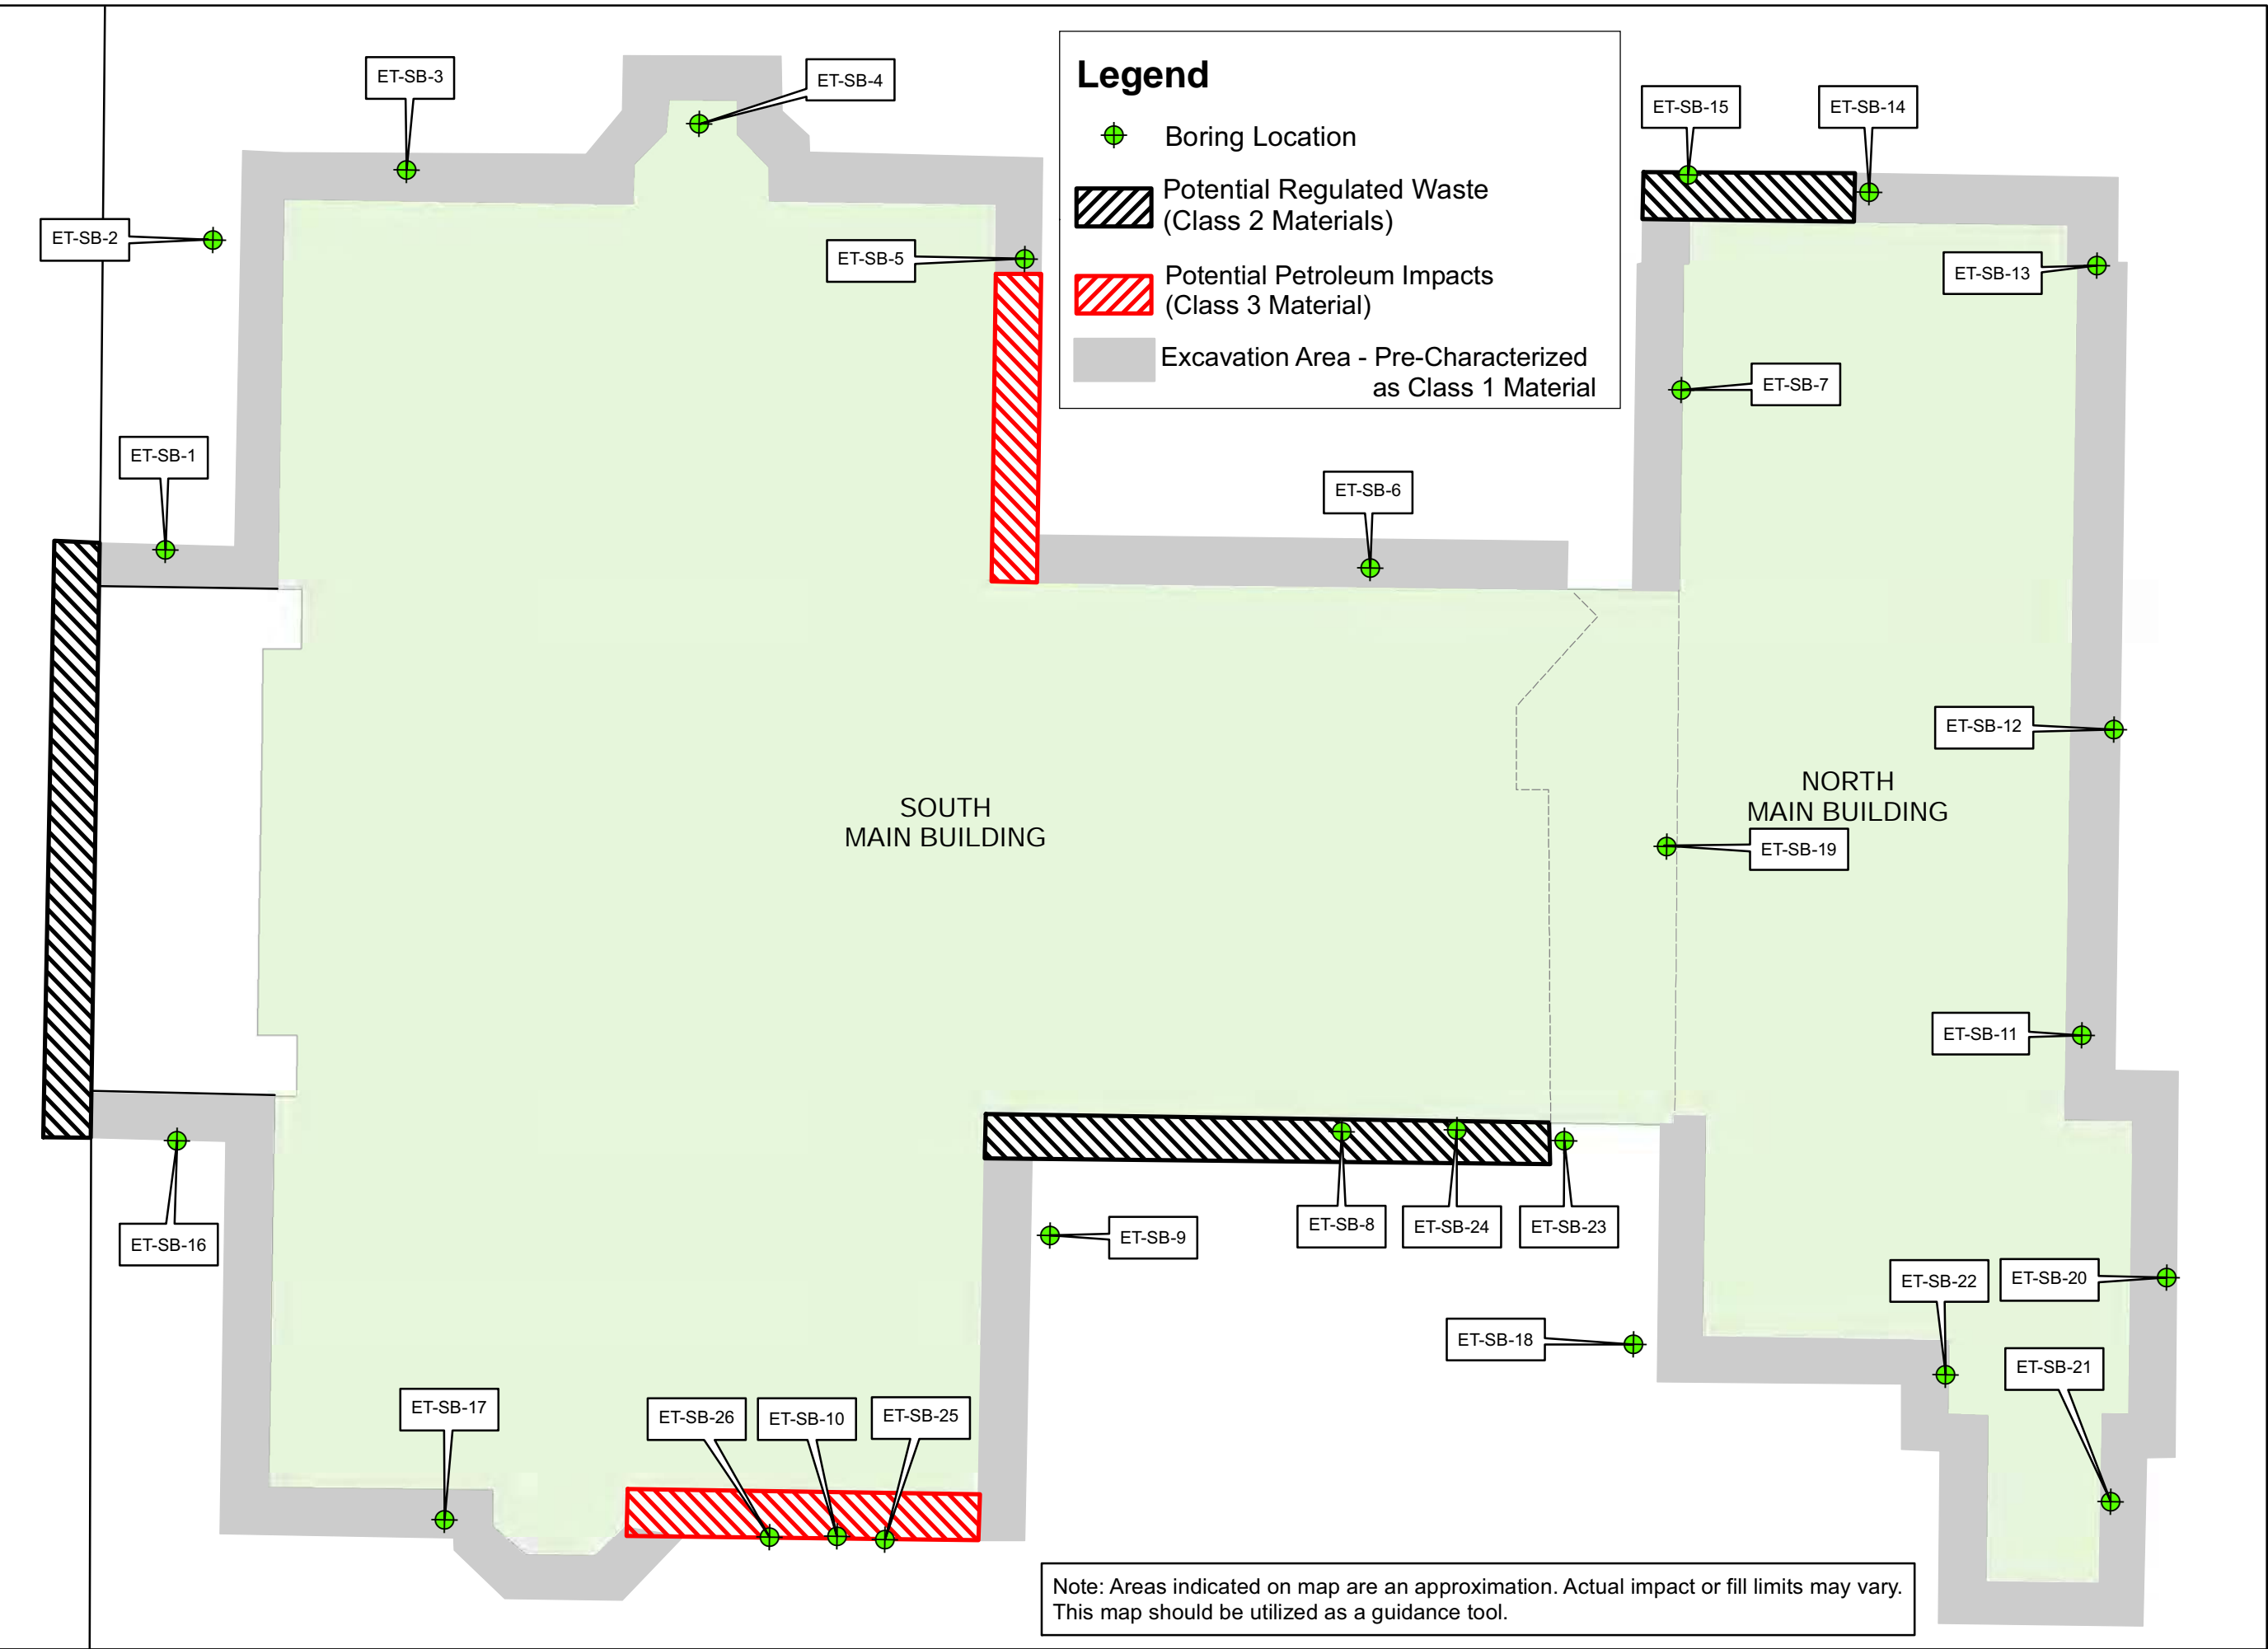 ET-SB-3
ET-SB-4
Legend
Boring Location
Potential Regulated Waste
(Class 2 Materials)
Potential Petroleum Impacts
(Class 3 Material)
Excavation Area - Pre-Characterized
as Class 1 Material
ET-SB-15
ET-SB-14
ET-SB-2
ET-SB-5
ET-SB-13
ET-SB-7
ET-SB-1
ET-SB-6
ET-SB-12
SOUTH
MAIN BUILDING
NORTH
MAIN BUILDING
ET-SB-19
ET-SB-11
ET-SB-16
ET-SB-9
ET-SB-8
ET-SB-24
ET-SB-23
ET-SB-22
ET-SB-20
ET-SB-18
ET-SB-21
ET-SB-17
ET-SB-26
ET-SB-10
ET-SB-25
Note: Areas indicated on map are an approximation. Actual impact or fill limits may vary.
This map should be utilized as a guidance tool.